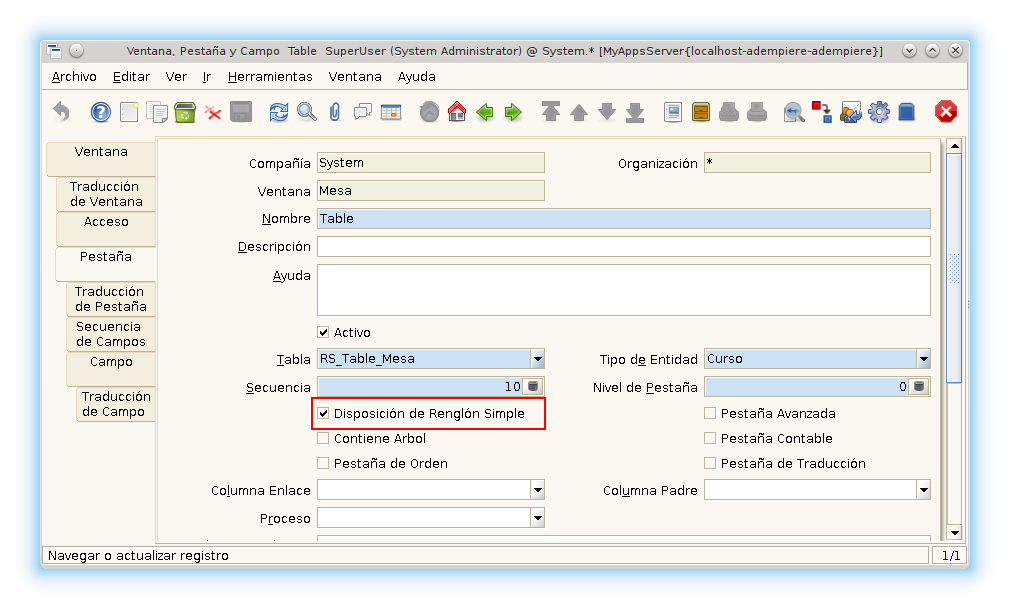 Ventana, Pestaña y Campo  Table  SuperUser (System Administrator) @ System.* [MyAppsServer{localhost-adempiere-adempiere}]
Archivo Editar Ver Ir Herramientas Ventana Ayuda
Ventana
Traducción
de Ventana
Acceso
Pestaña
Traducción
de Pestaña
Secuencia
de Campos
Campo
Traducción
de Campo
Compañía System Organización *
Ventana Mesa
Nombre Table
Descripción
Ayuda
Activo
Tabla RS_Table_Mesa Tipo de Entidad Curso
Secuencia 10 Nivel de Pestaña 0
Disposición de Renglón Simple Pestaña Avanzada
Contiene Arbol Pestaña Contable
Pestaña de Orden Pestaña de Traducción
Columna Enlace Columna Padre
Proceso
Navegar o actualizar registro 1/1